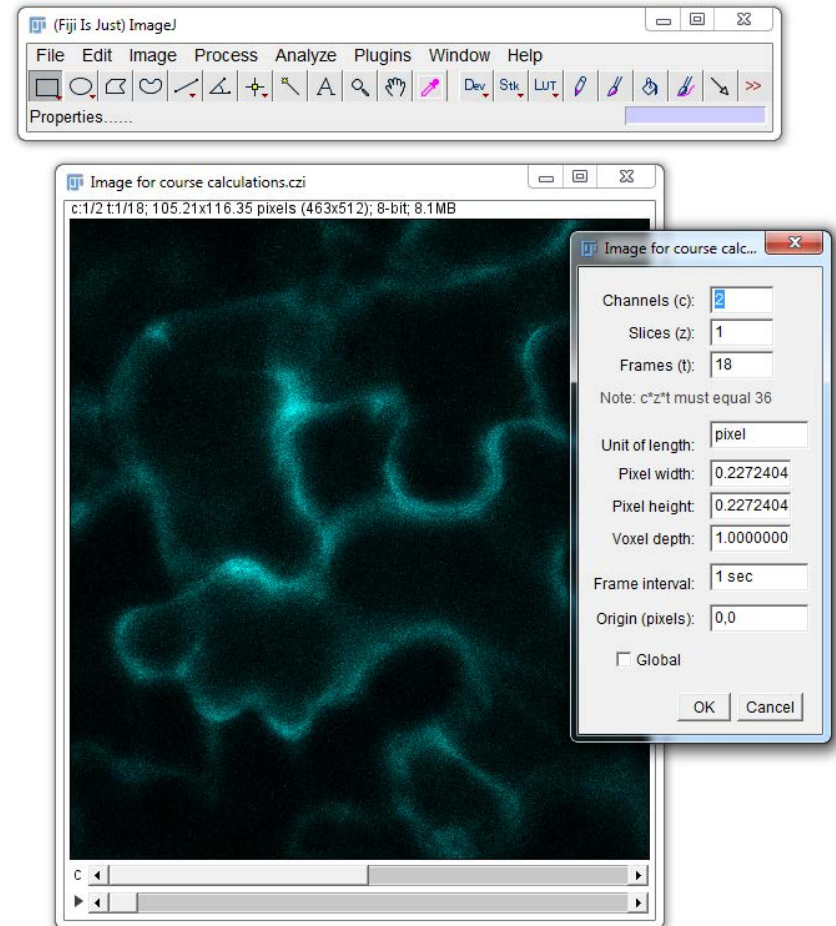 (Fiji Is Just) ImageJ
File Edit Image Process Analyze Plugins Window Help
A Dev Stk LUT >>
Properties......
Image for course calculations.czi
c:1/2 t:1/18; 105.21x116.35 pixels (463x512); 8-bit; 8.1MB
Image for course calc...
Channels (c): 2
Slices (z): 1
Frames (t): 18
Note: c*z*t must equal 36
Unit of length: pixel
Pixel width: 0.2272404
Pixel height: 0.2272404
Voxel depth: 1.0000000
Frame interval: 1 sec
Origin (pixels): 0,0
Global
OK Cancel
c